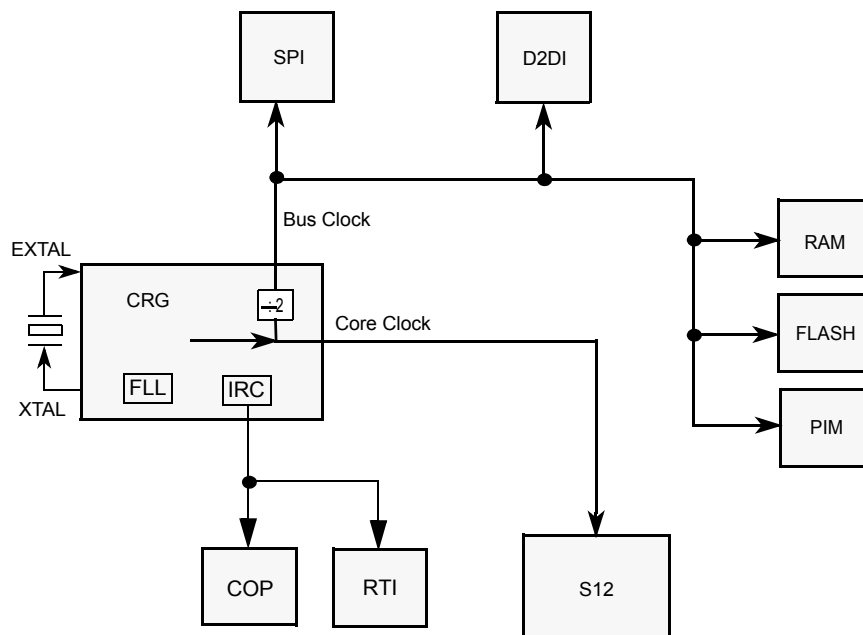 SPI
D2DI
Bus Clock
RAM
EXTAL
CRG
÷2
Core Clock
FLASH
FLL
IRC
XTAL
PIM
COP
RTI
S12